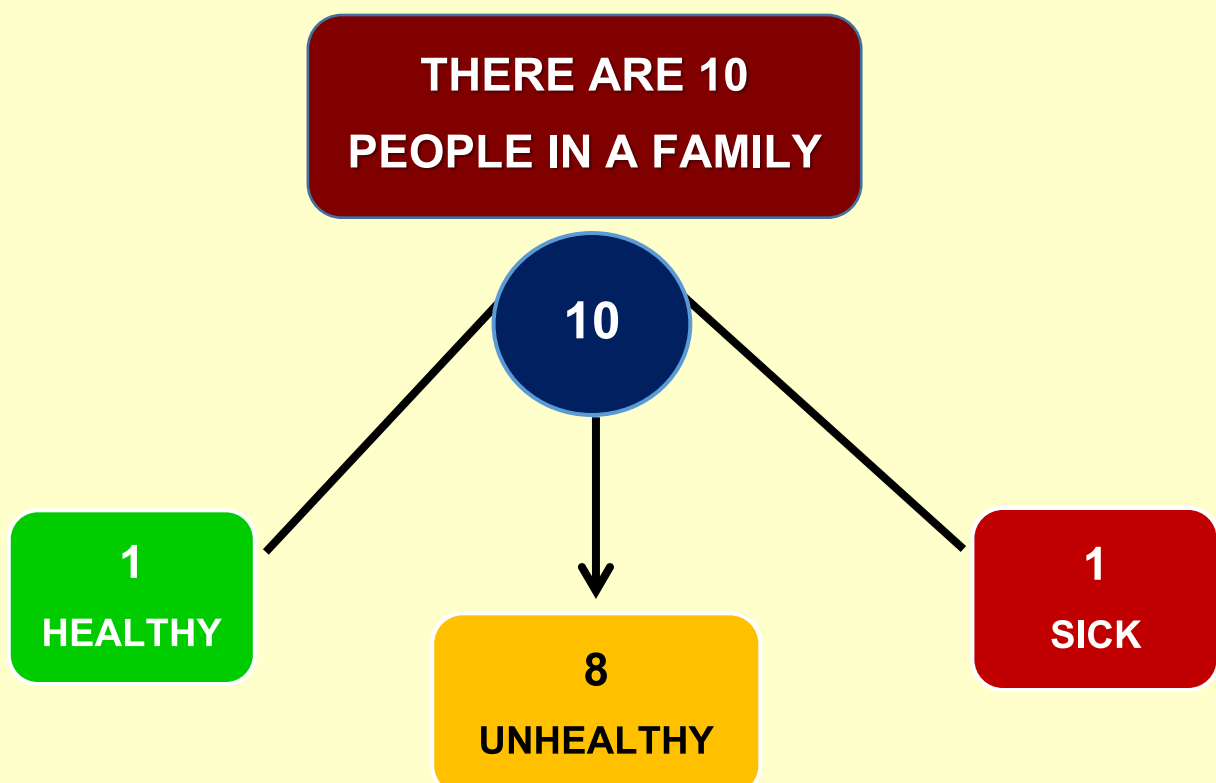 THERE ARE 10
PEOPLE IN A FAMILY
10
1
HEALTHY
8
UNHEALTHY
1
SICK